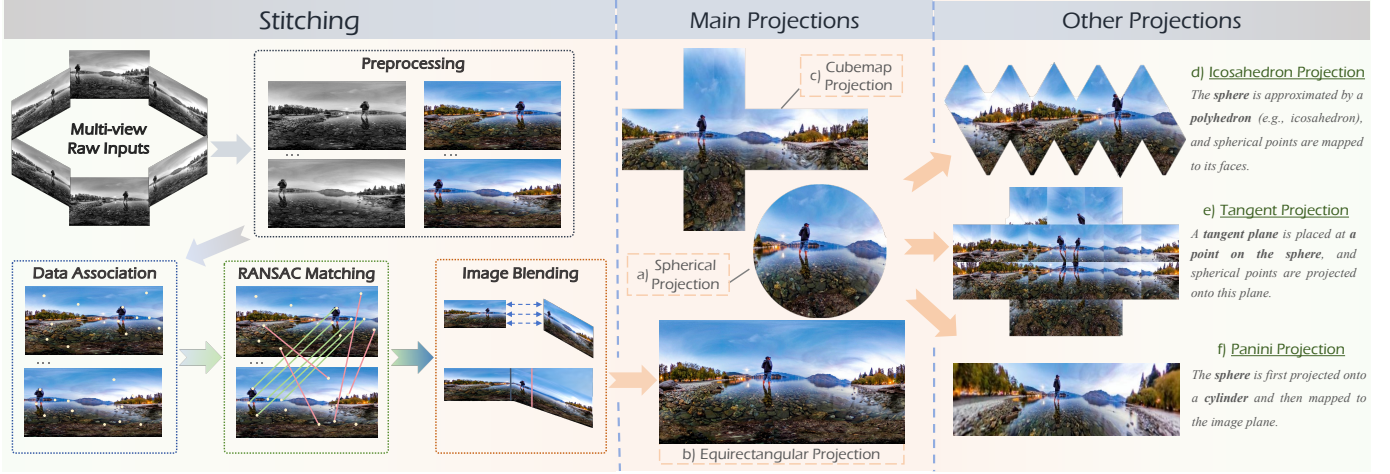 Stitching
Main Projections
Other Projections
Multi-view
Raw Inputs
Preprocessing
...
...
Data Association
...
RANSAC Matching
...
Image Blending
c) Cubemap
Projection
a) Spherical
Projection
b) Equirectangular Projection
d) Icosahedron Projection
The sphere is approximated by a
polyhedron (e.g., icosahedron),
and spherical points are mapped
to its faces.
e) Tangent Projection
A tangent plane is placed at a
point on the sphere, and
spherical points are projected
onto this plane.
f) Panini Projection
The sphere is first projected onto
a cylinder and then mapped to
the image plane.